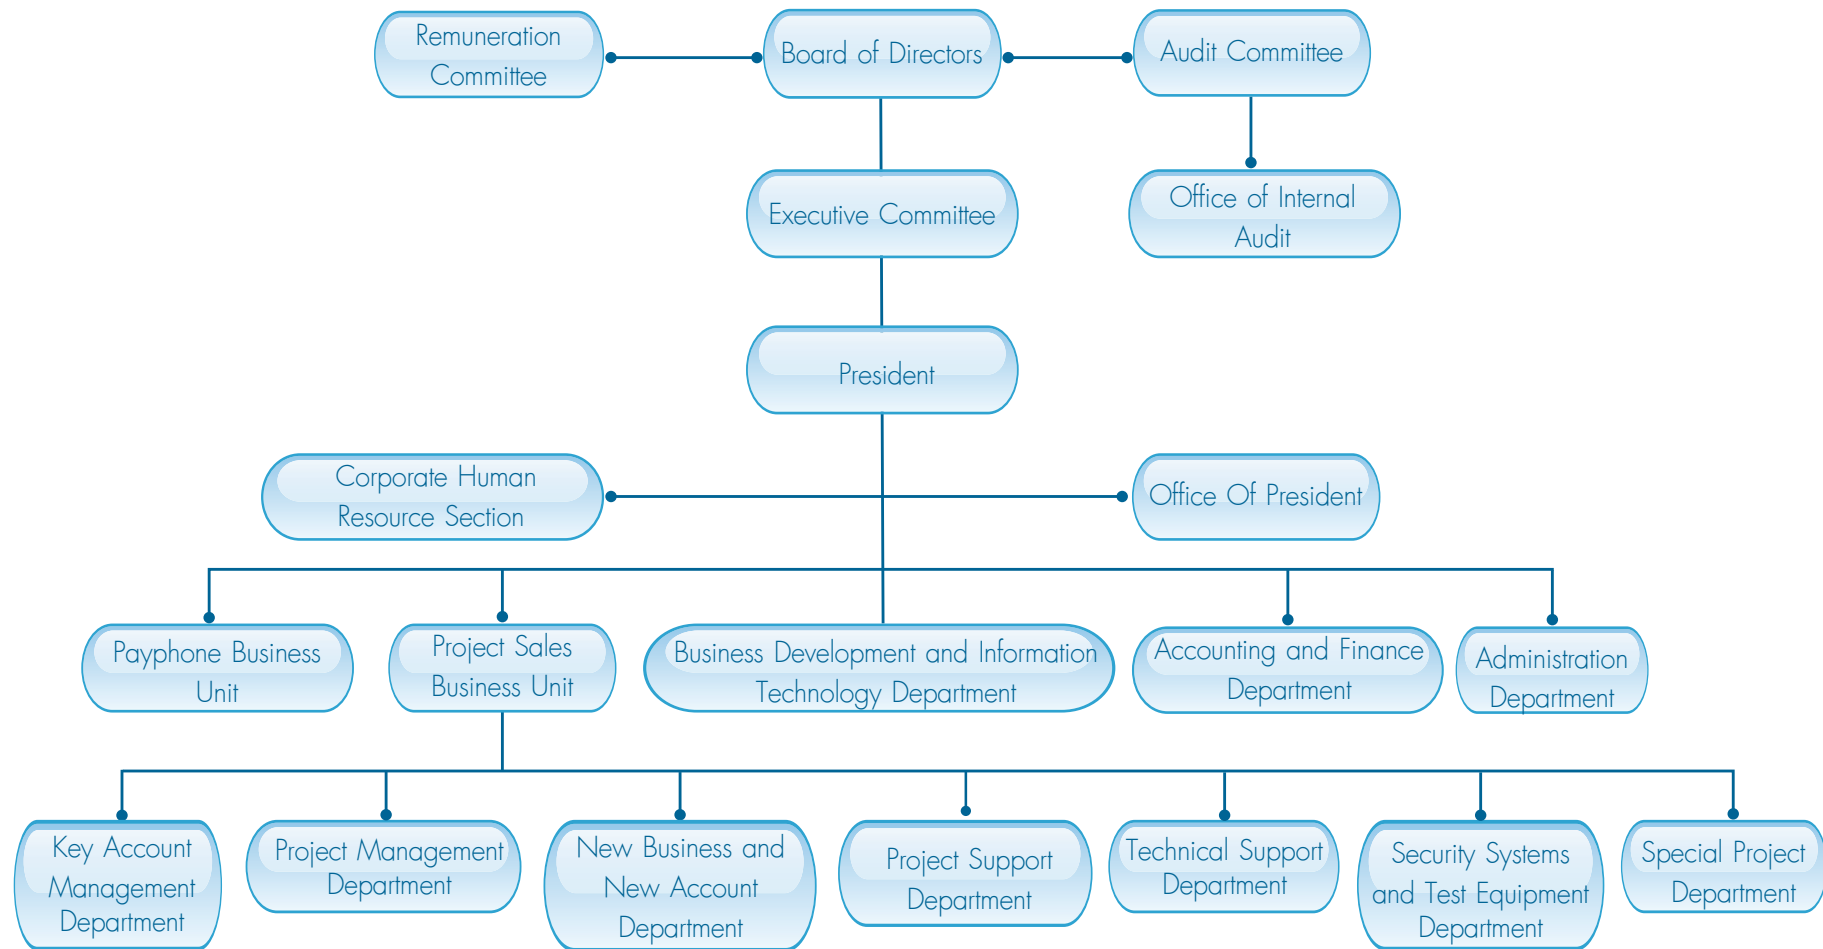 Remuneration
Committee
Board of Directors
Audit Committee
Executive Committee
Office of Internal
Audit
President
Corporate Human
Resource Section
Office Of President
Payphone Business
Unit
Project Sales
Business Unit
Business Development and Information
Technology Department
Accounting and Finance
Department
Administration
Department
Key Account
Management
Department
Project Management
Department
New Business and
New Account
Department
Project Support
Department
Technical Support
Department
Security Systems
and Test Equipment
Department
Special Project
Department